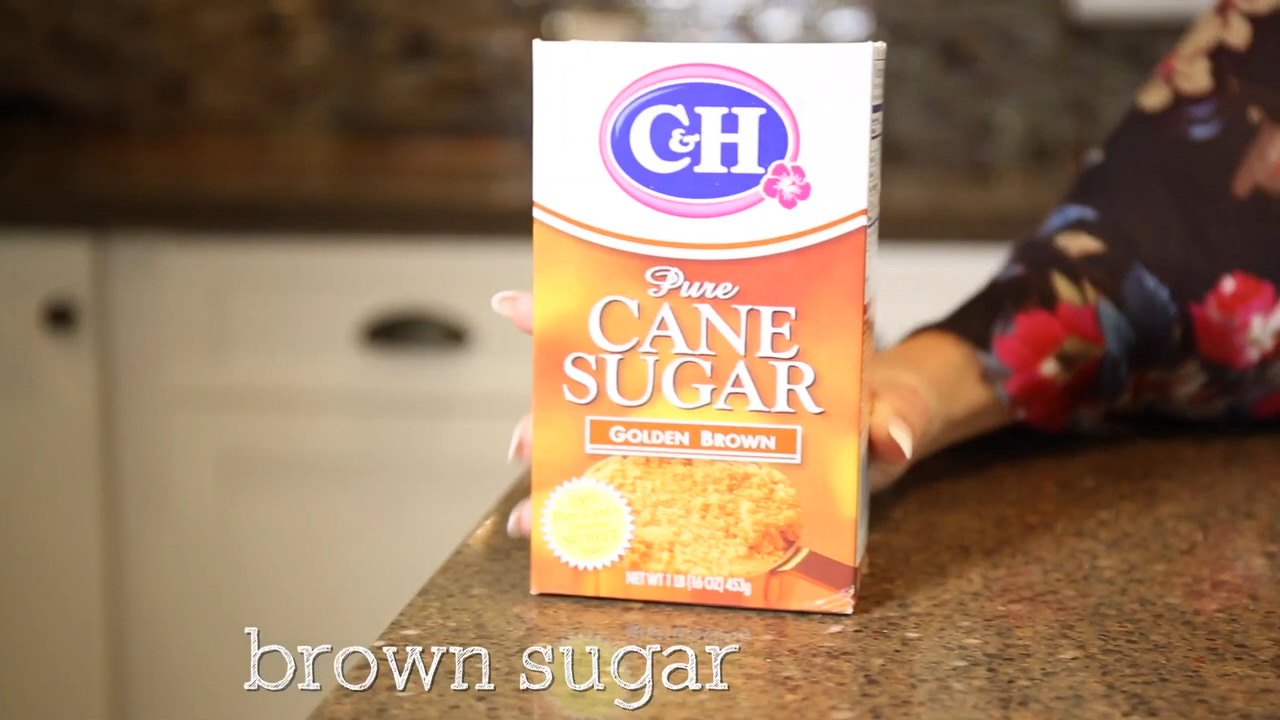 C&H
Pure
CANE
SUGAR
GOLDEN BROWN
NET WT 1 LB (16 OZ) 453g
brown sugar